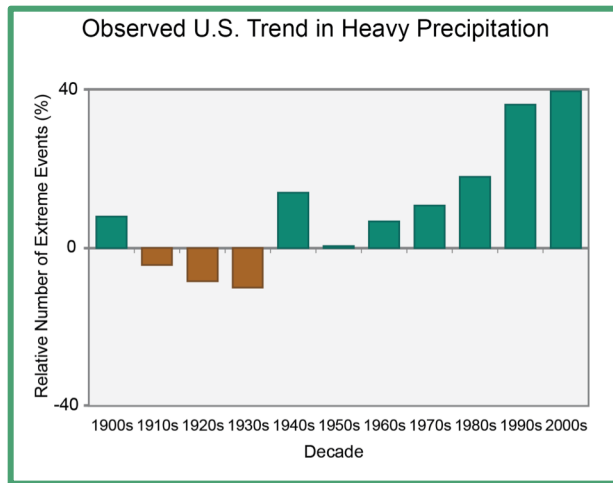 Observed U.S. Trend in Heavy Precipitation
Relative Number of Extreme Events (%)
40
0
-40
1900s 1910s 1920s 1930s 1940s 1950s 1960s 1970s 1980s 1990s 2000s
Decade